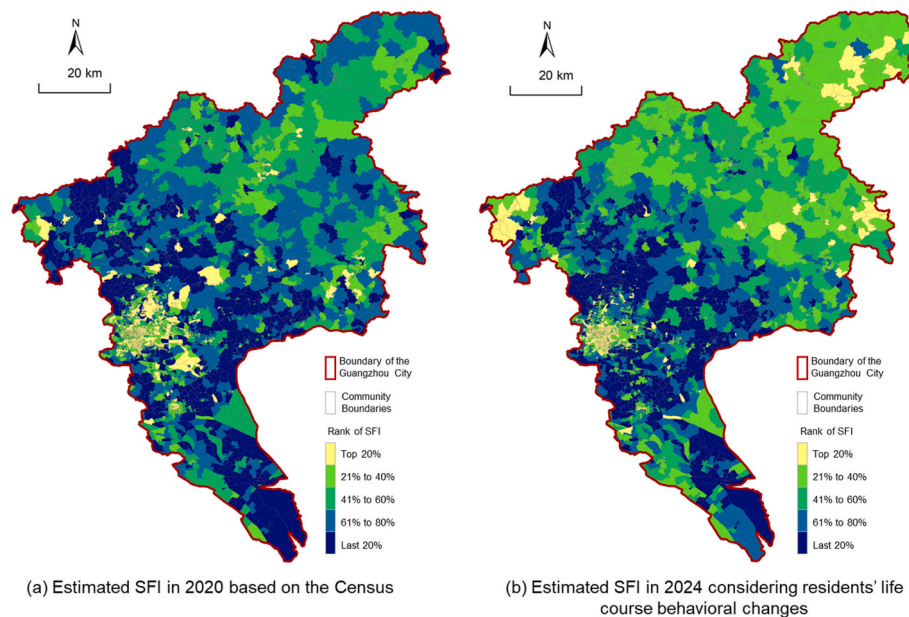 N
20 km
Boundary of the
Guangzhou City
Community
Boundaries
Rank of SFI
Top 20%
21% to 40%
41% to 60%
61% to 80%
Last 20%
(a) Estimated SFI in 2020 based on the Census
N
20 km
Boundary of the
Guangzhou City
Community
Boundaries
Rank of SFI
Top 20%
21% to 40%
41% to 60%
61% to 80%
Last 20%
(b) Estimated SFI in 2024 considering residents' life
course behavioral changes